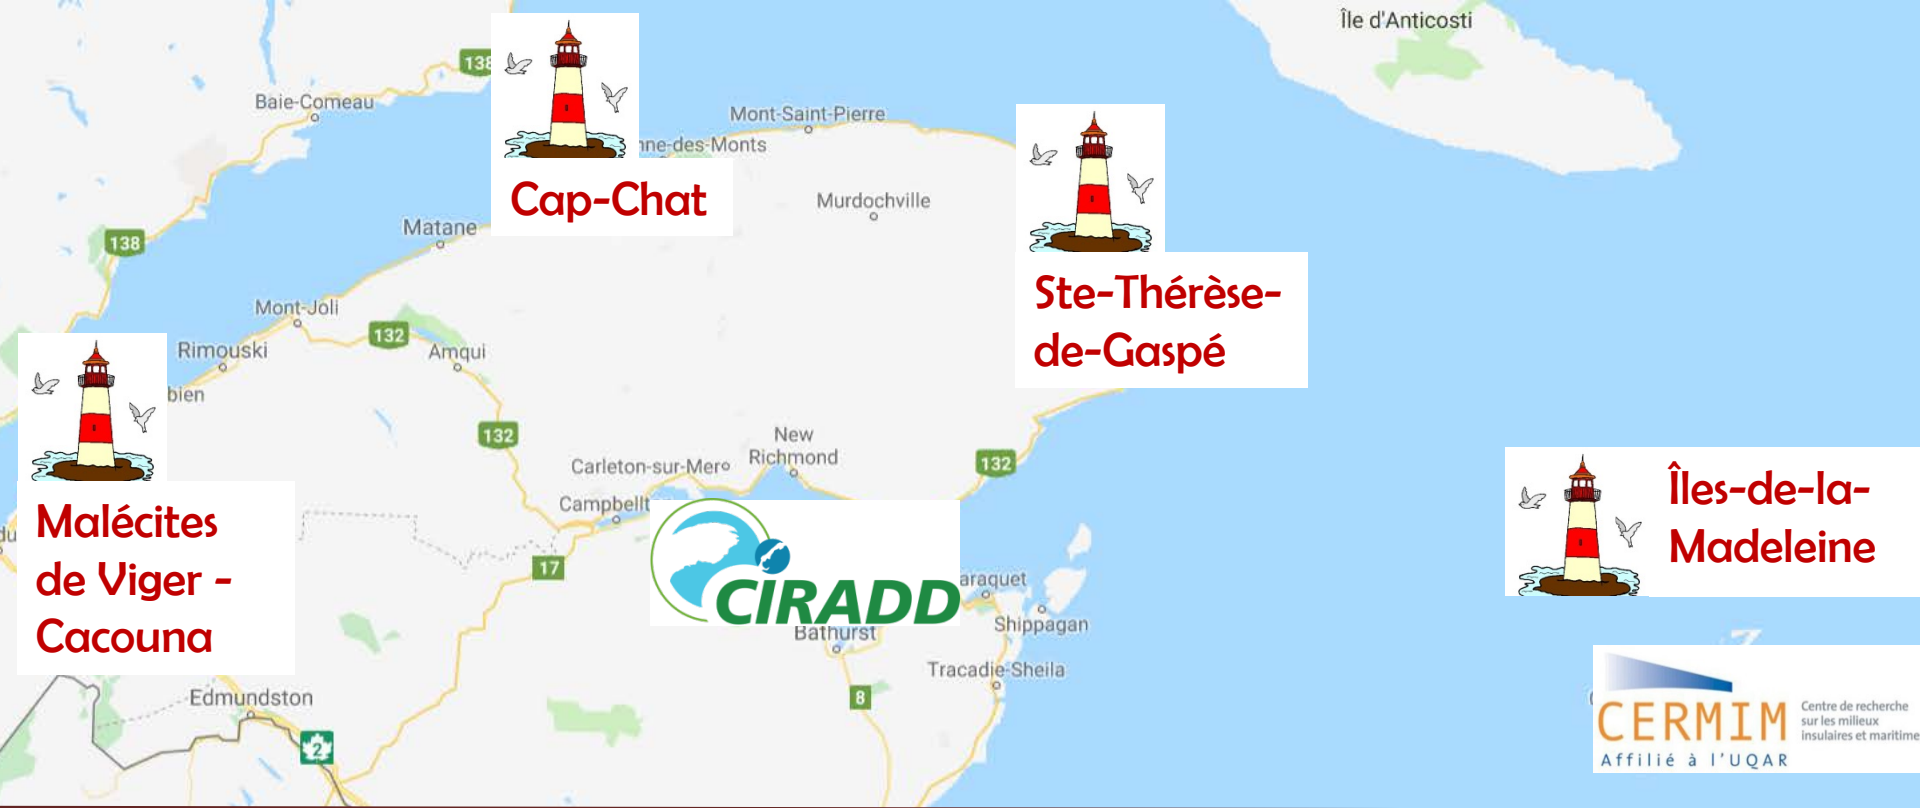 Île d'Anticosti
138
Baie-Comeau
Mont-Saint-Pierre
nne-des-Monts
Cap-Chat
Murdochville
Matane
138
Ste-Thérèse-
de-Gaspé
Mont-Joli
132
Rimouski
Amqui
bien
132
New
Richmond
Carleton-sur-Mer
132
Campbellt
Îles-de-la-
Madeleine
Malécites
de Viger -
Cacouna
du
17
CIRADD
araquet
Shippagan
Bathurst
Tracadie-Sheila
Edmundston
8
2
CERMIM
Affilié à l'UQAR
Centre de recherche
sur les milieux
insulaires et maritime